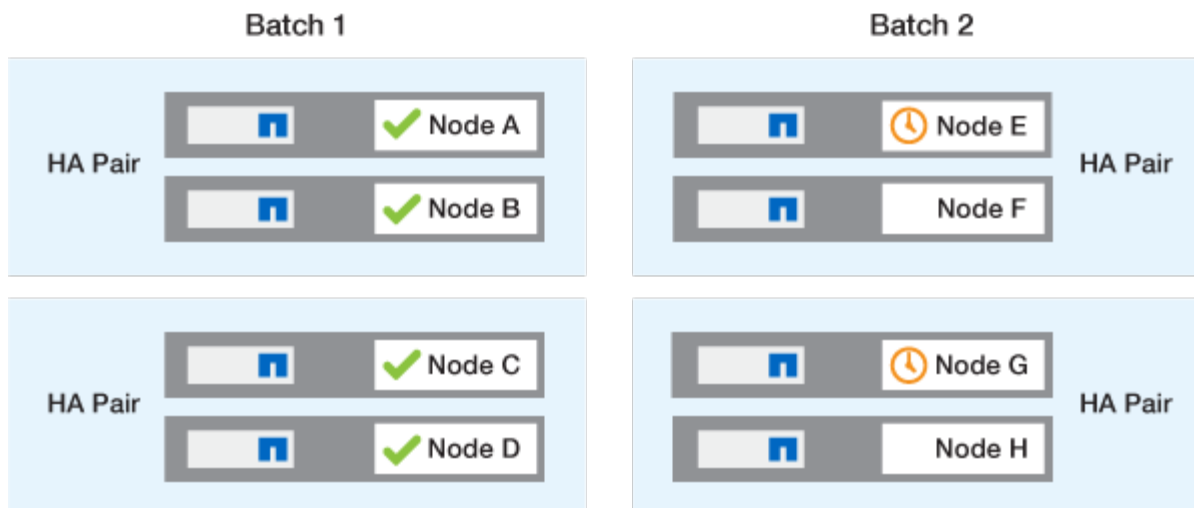 Batch 1
Batch 2
HA Pair
Node A
Node B
Node E
Node F
HA Pair
HA Pair
Node C
Node D
Node G
Node H
HA Pair